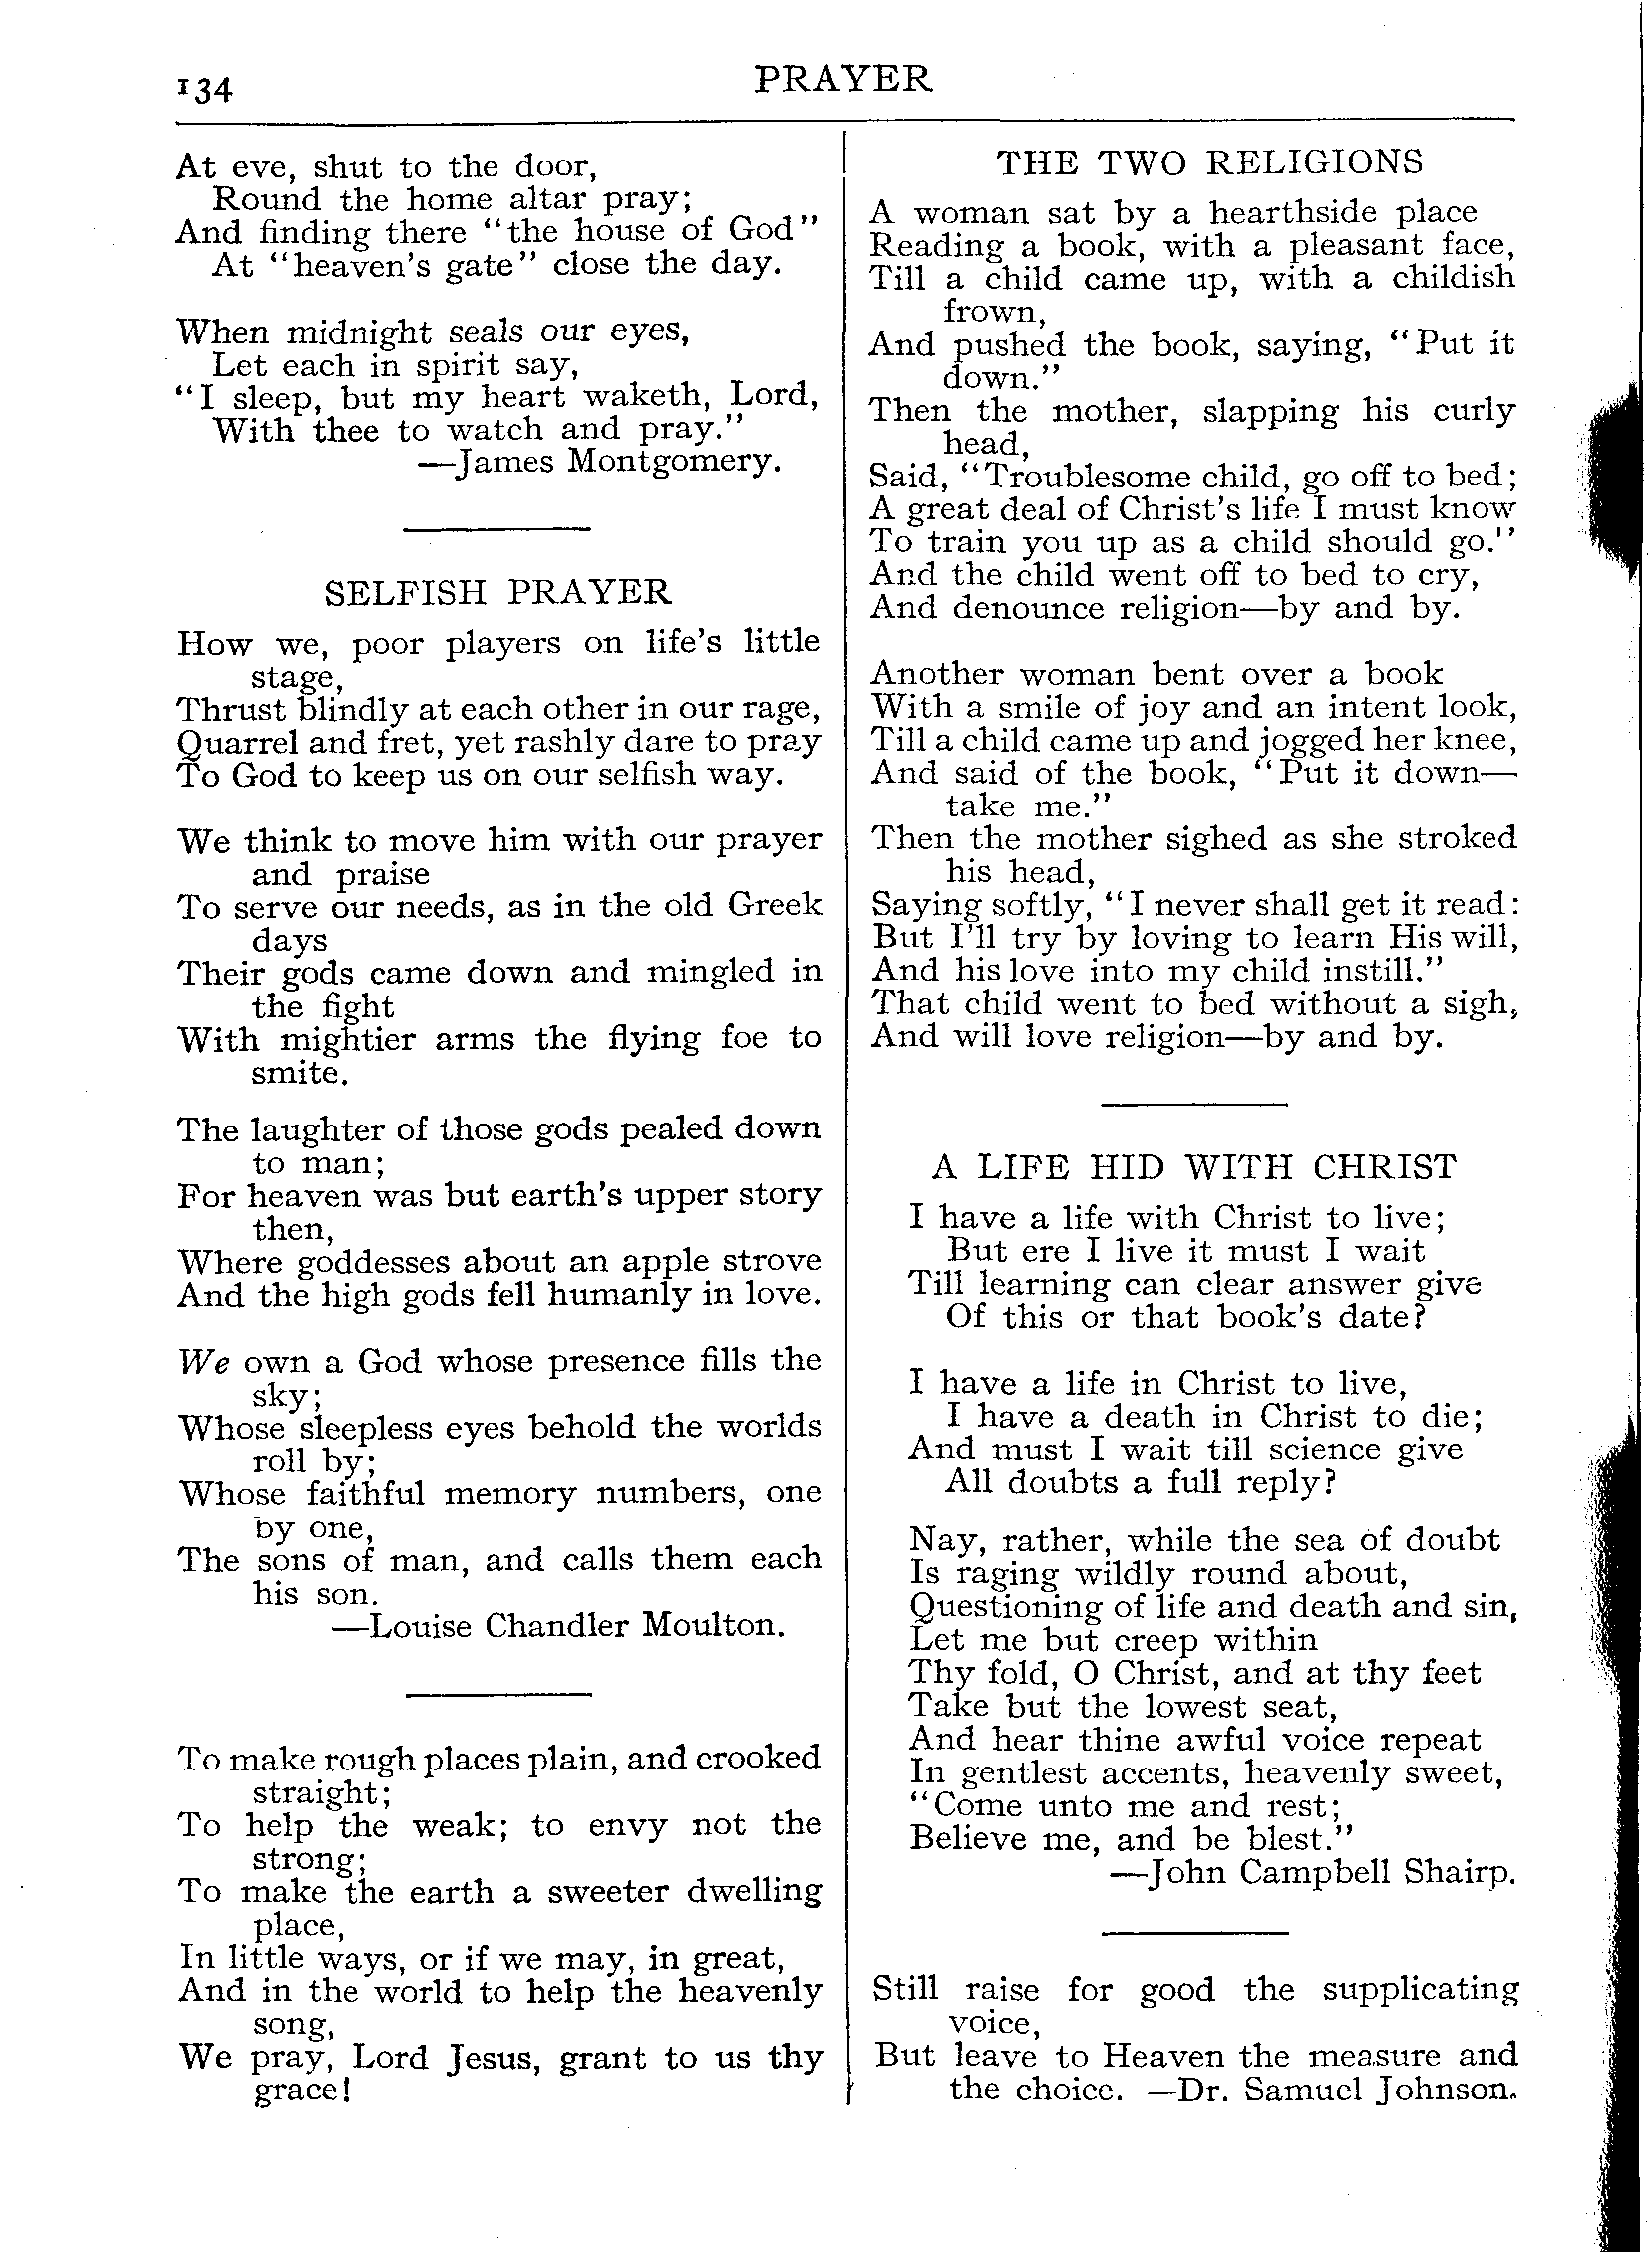 134
PRAYER
At eve, shut to the door,
Round the home altar pray;
And finding there "the house of God"
At "heaven's gate" close the day.
When midnight seals our eyes,
Let each in spirit say,
"I sleep, but my heart waketh, Lord,
With thee to watch and pray."
—James Montgomery.
SELFISH PRAYER
How we, poor players on life's little
stage,
Thrust blindly at each other in our rage,
Quarrel and fret, yet rashly dare to pray
To God to keep us on our selfish way.
We think to move him with our prayer
and praise
To serve our needs, as in the old Greek
days
Their gods came down and mingled in
the fight
With mightier arms the flying foe to
smite.
The laughter of those gods pealed down
to man;
For heaven was but earth's upper story
then,
Where goddesses about an apple strove
And the high gods fell humanly in love.
We own a God whose presence fills the
sky;
Whose sleepless eyes behold the worlds
roll by;
Whose faithful memory numbers, one
by one,
The sons of man, and calls them each
his son.
—Louise Chandler Moulton.
To make rough places plain, and crooked
straight;
To help the weak; to envy not the
strong;
To make the earth a sweeter dwelling
place,
In little ways, or if we may, in great,
And in the world to help the heavenly
song,
We pray, Lord Jesus, grant to us thy
grace!
THE TWO RELIGIONS
A woman sat by a hearthside place
Reading a book, with a pleasant face,
Till a child came up, with a childish
frown,
And pushed the book, saying, "Put it
down."
Then the mother, slapping his curly
head,
Said, "Troublesome child, go off to bed;
A great deal of Christ's life I must know
To train you up as a child should go."
And the child went off to bed to cry,
And denounce religion—by and by.
Another woman bent over a book
With a smile of joy and an intent look,
Till a child came up and jogged her knee,
And said of the book, "Put it down—
take me."
Then the mother sighed as she stroked
his head,
Saying softly, "I never shall get it read:
But I'll try by loving to learn His will,
And his love into my child instill."
That child went to bed without a sigh,
And will love religion—by and by.
A LIFE HID WITH CHRIST
I have a life with Christ to live;
But ere I live it must I wait
Till learning can clear answer give
Of this or that book's date?
I have a life in Christ to live,
I have a death in Christ to die;
And must I wait till science give
All doubts a full reply?
Nay, rather, while the sea of doubt
Is raging wildly round about,
Questioning of life and death and sin,
Let me but creep within
Thy fold, O Christ, and at thy feet
Take but the lowest seat,
And hear thine awful voice repeat
In gentlest accents, heavenly sweet,
"Come unto me and rest;
Believe me, and be blest."
—John Campbell Shairp.
Still raise for good the supplicating
voice,
But leave to Heaven the measure and
the choice. —Dr. Samuel Johnson.